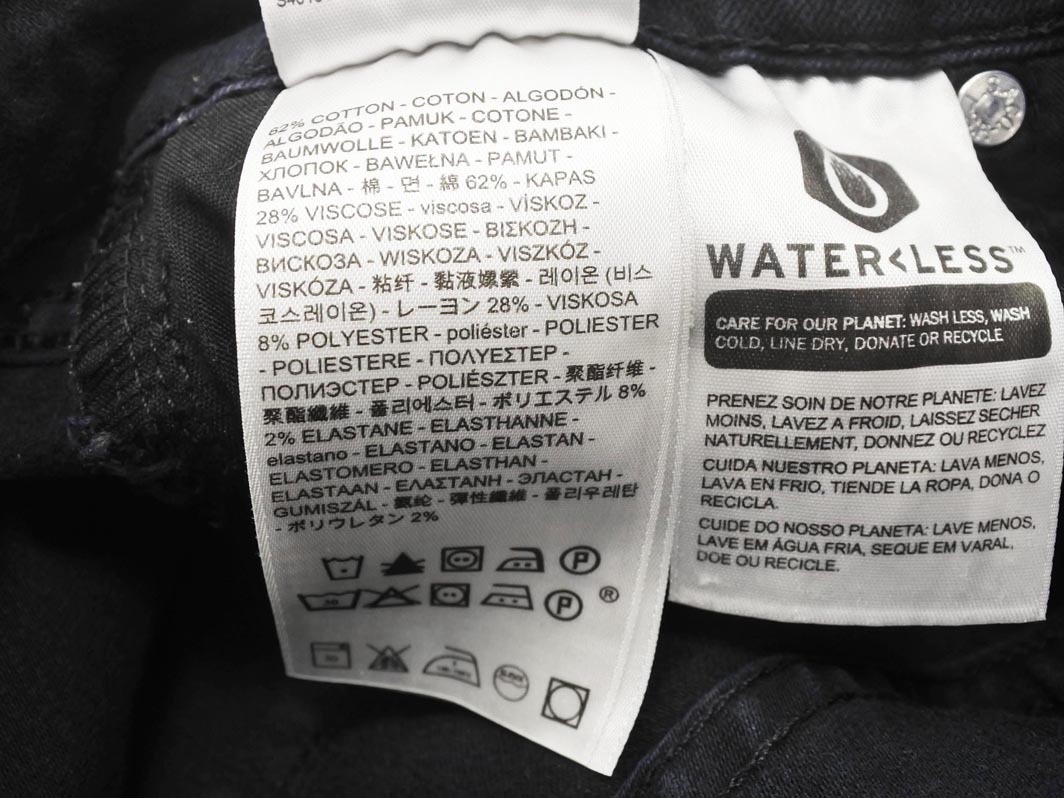 62% COTTON - COTON - ALGODÓN -
ALGODÃO - PAMUK - COTONE -
BAUMWOLLE - KATOEN - BAMBAKI -
ХЛОПОК - BAWEŁNA - PAMUT -
BAVLNA - 棉 - 면 - 綿 62% - KAPAS
28% VISCOSE - viscosa - VİSKOZ -
VISCOSA - VISKOSE - ΒΙΣΚΟΖΗ -
ВИСКОЗА - WISKOZA - VISZKÓZ -
VISKÓZA - 粘纤 - 黏液嫘縈 - 레이온 (비스
코스레이온) - レーヨン 28% - VISKOSA
8% POLYESTER - poliéster - POLIESTER
- POLIESTERE - ΠΟΛΥΕΣΤΕΡ -
ПОЛИЭСТЕР - POLIÉSZTER - 聚酯纤维 -
聚酯纖維 - 폴리에스터 - ポリエステル 8%
2% ELASTANE - ELASTHANNE -
elastano - ELASTANO - ELASTAN -
ELASTOMERO - ELASTHAN -
ELASTAAN - ΕΛΑΣΤΑΝΗ - ЭЛАСТАН -
GUMISZÁL - 氨纶 - 彈性纖維 - 폴리우레탄
- ポリウレタン 2%
P
P ®
WATER<LESS™
CARE FOR OUR PLANET: WASH LESS, WASH
COLD, LINE DRY, DONATE OR RECYCLE
PRENEZ SOIN DE NOTRE PLANETE: LAVEZ
MOINS, LAVEZ A FROID, LAISSEZ SECHER
NATURELLEMENT, DONNEZ OU RECYCLEZ
CUIDA NUESTRO PLANETA: LAVA MENOS,
LAVA EN FRIO, TIENDE LA ROPA, DONA O
RECICLA.
CUIDE DO NOSSO PLANETA: LAVE MENOS,
LAVE EM ÁGUA FRIA, SEQUE EM VARAL,
DOE OU RECICLE.